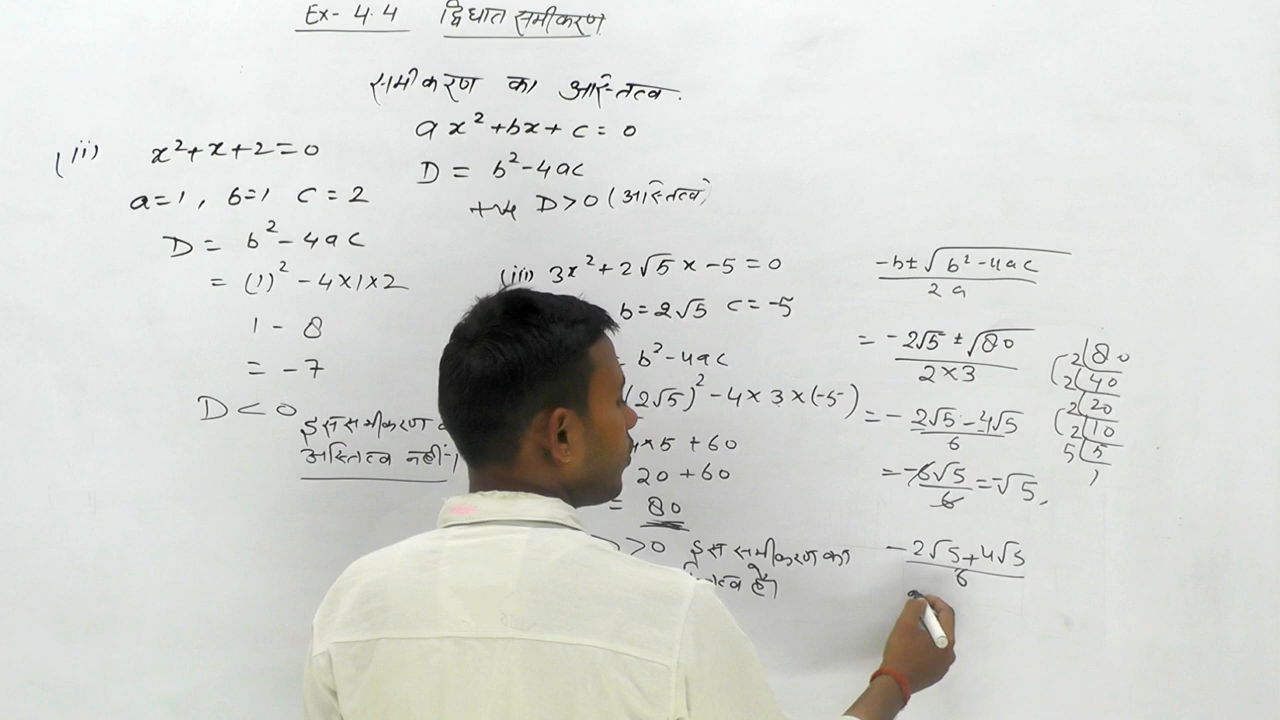 Ex- 4.4 द्विघात समीकरण
समीकरण का अस्तित्व.
ax²+bx+c=0
D = b²-4ac
+ve D>0 (अस्तित्व)
(ii) x²+x+2=0
a=1, b=1 c=2
D = b²-4ac
= (1)² - 4×1×2
1 - 8
= -7
D<0
इस समीकरण
अस्तित्व नहीं।
(iii) 3x²+2√5x-5=0
b=2√5 c=-5
b²-4ac
(2√5)² - 4×3×(-5)
4×5 + 60
20 + 60
= 80
>0 इस समीकरण का
है।
-b±√b²-4ac
2a
= -2√5 ± √80
2×3
= -2√5-4√5
6
= -6√5
6
= -√5,
-2√5+4√5
6
2 80
2 40
2 20
2 10
5 5
1